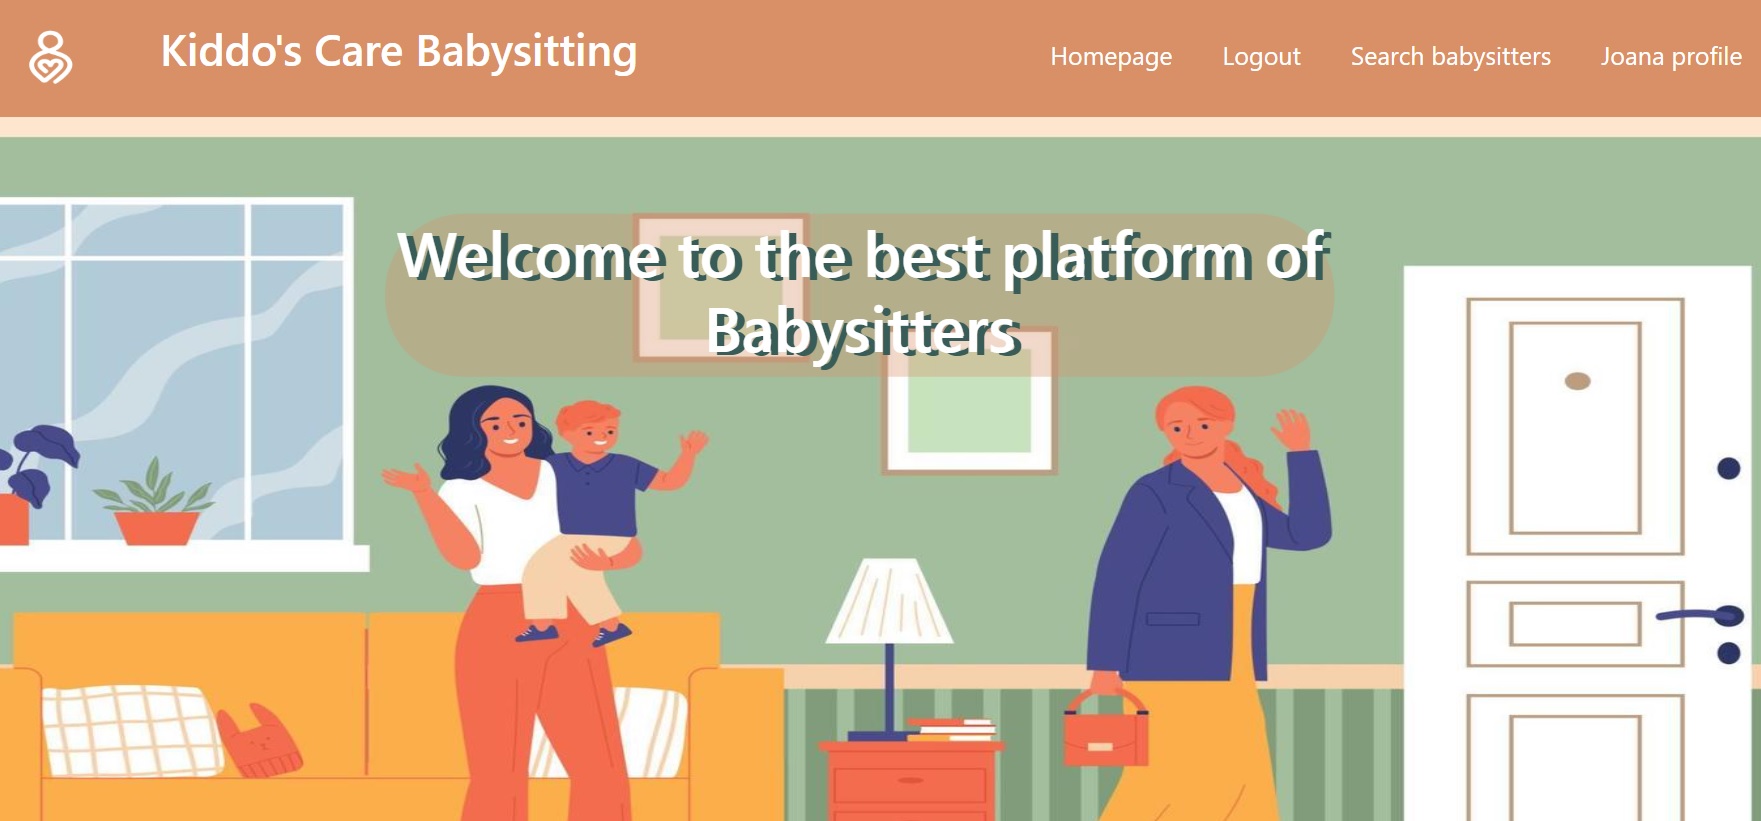 Kiddo's Care Babysitting
Homepage
Logout
Search babysitters
Joana profile
Welcome to the best platform of
Babysitters